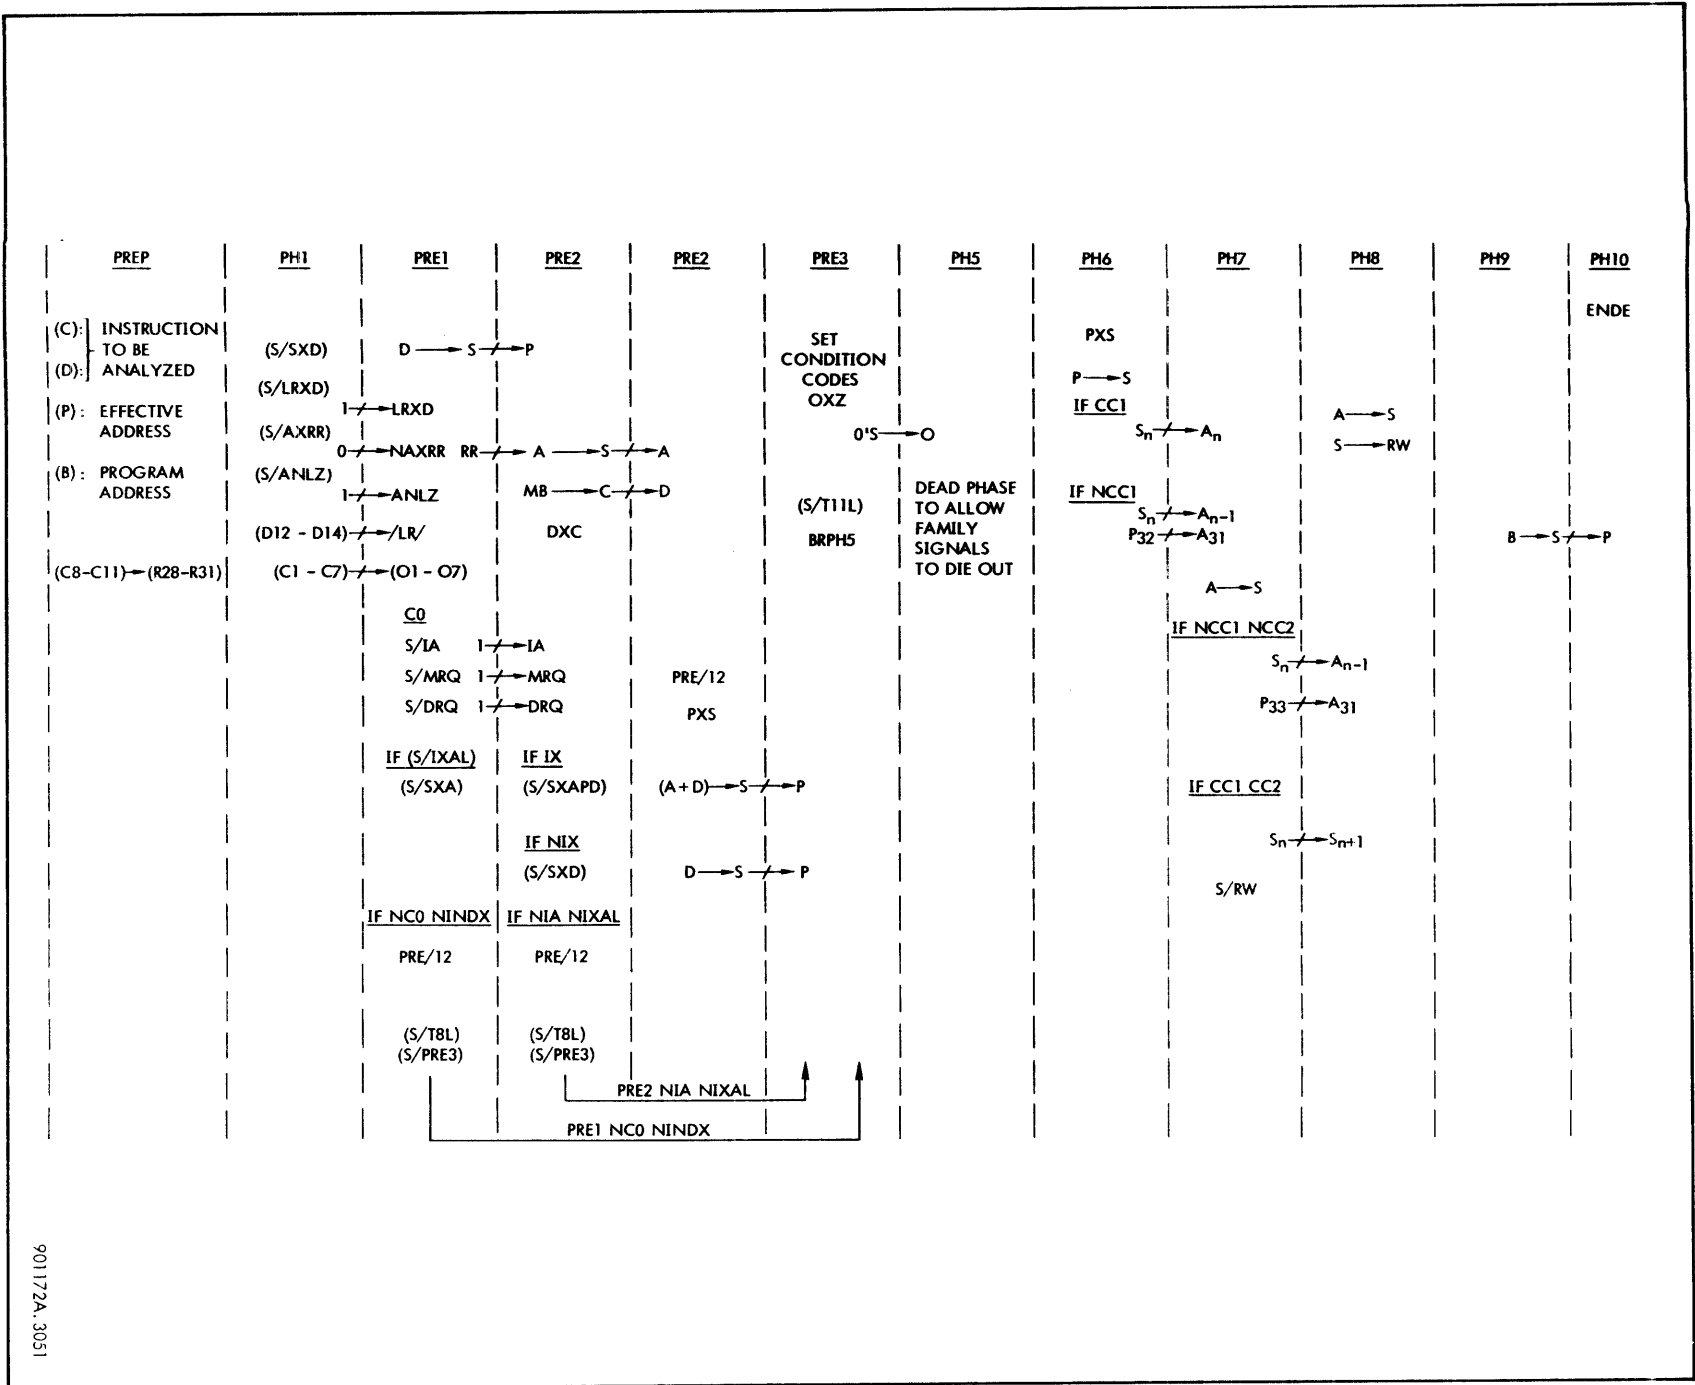 PREP PH1 PRE1 PRE2 PRE2 PRE3 PH5 PH6 PH7 PH8 PH9 PH10
ENDE
(C): INSTRUCTION
TO BE
(D): ANALYZED
(P): EFFECTIVE
ADDRESS
(B): PROGRAM
ADDRESS
(C8-C11)→(R28-R31)
(S/SXD)
(S/LRXD)
1→LRXD
(S/AXRR)
0→NAXRR
(S/ANLZ)
1→ANLZ
(D12 - D14)→/LR/
(C1 - C7)→(O1 - O7)
D→S→P
RR→A→S→A
MB→C→D
DXC
C0
S/IA 1→IA
S/MRQ 1→MRQ
S/DRQ 1→DRQ
IF (S/IXAL)
(S/SXA)
IF NC0 NINDX
PRE/12
(S/T8L)
(S/PRE3)
IF IX
(S/SXAPD)
IF NIX
(S/SXD)
IF NIA NIXAL
PRE/12
(S/T8L)
(S/PRE3)
PRE/12
PXS
(A+D)→S→P
D→S→P
PRE2 NIA NIXAL
PRE1 NC0 NINDX
SET
CONDITION
CODES
OXZ
0'S→O
(S/T11L)
BRPH5
DEAD PHASE
TO ALLOW
FAMILY
SIGNALS
TO DIE OUT
PXS
P→S
IF CC1
Sn→An
IF NCC1
Sn→An-1
P32→A31
A→S
IF NCC1 NCC2
Sn→An-1
P33→A31
IF CC1 CC2
Sn→Sn+1
S/RW
A→S
S→RW
B→S→P
901172A.3051